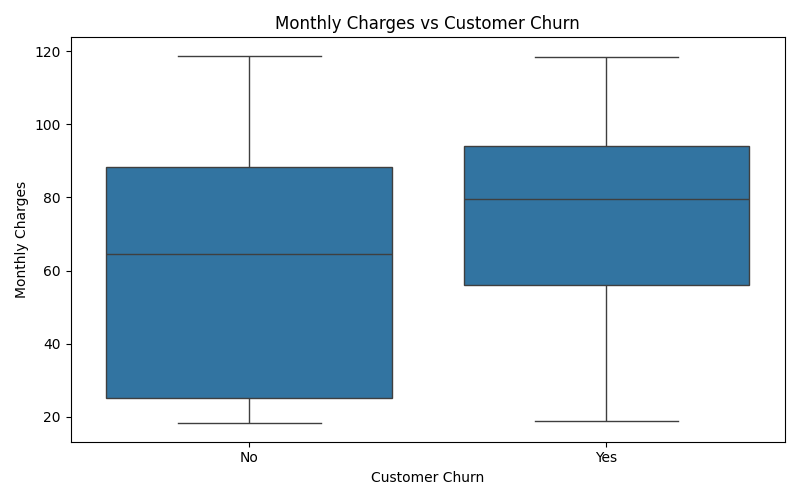 Monthly Charges vs Customer Churn
120
100
80
60
40
20
Monthly Charges
No
Yes
Customer Churn